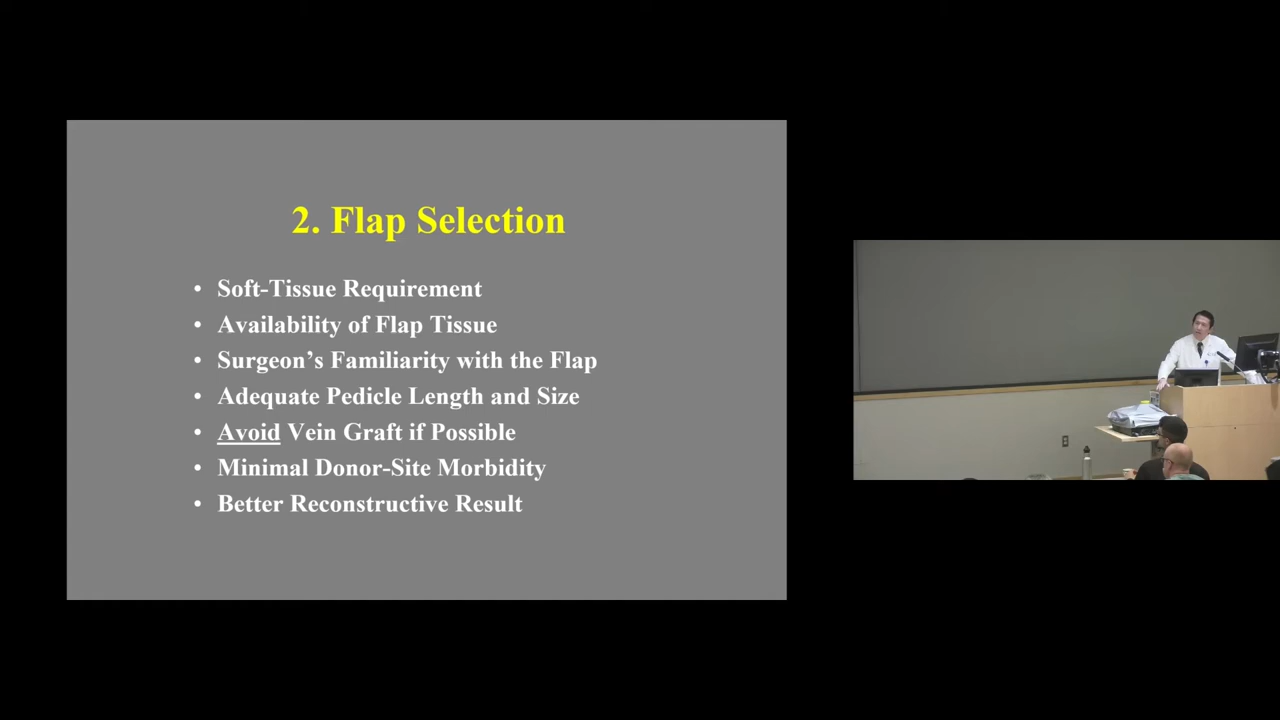 2. Flap Selection
• Soft-Tissue Requirement
• Availability of Flap Tissue
• Surgeon’s Familiarity with the Flap
• Adequate Pedicle Length and Size
• Avoid Vein Graft if Possible
• Minimal Donor-Site Morbidity
• Better Reconstructive Result